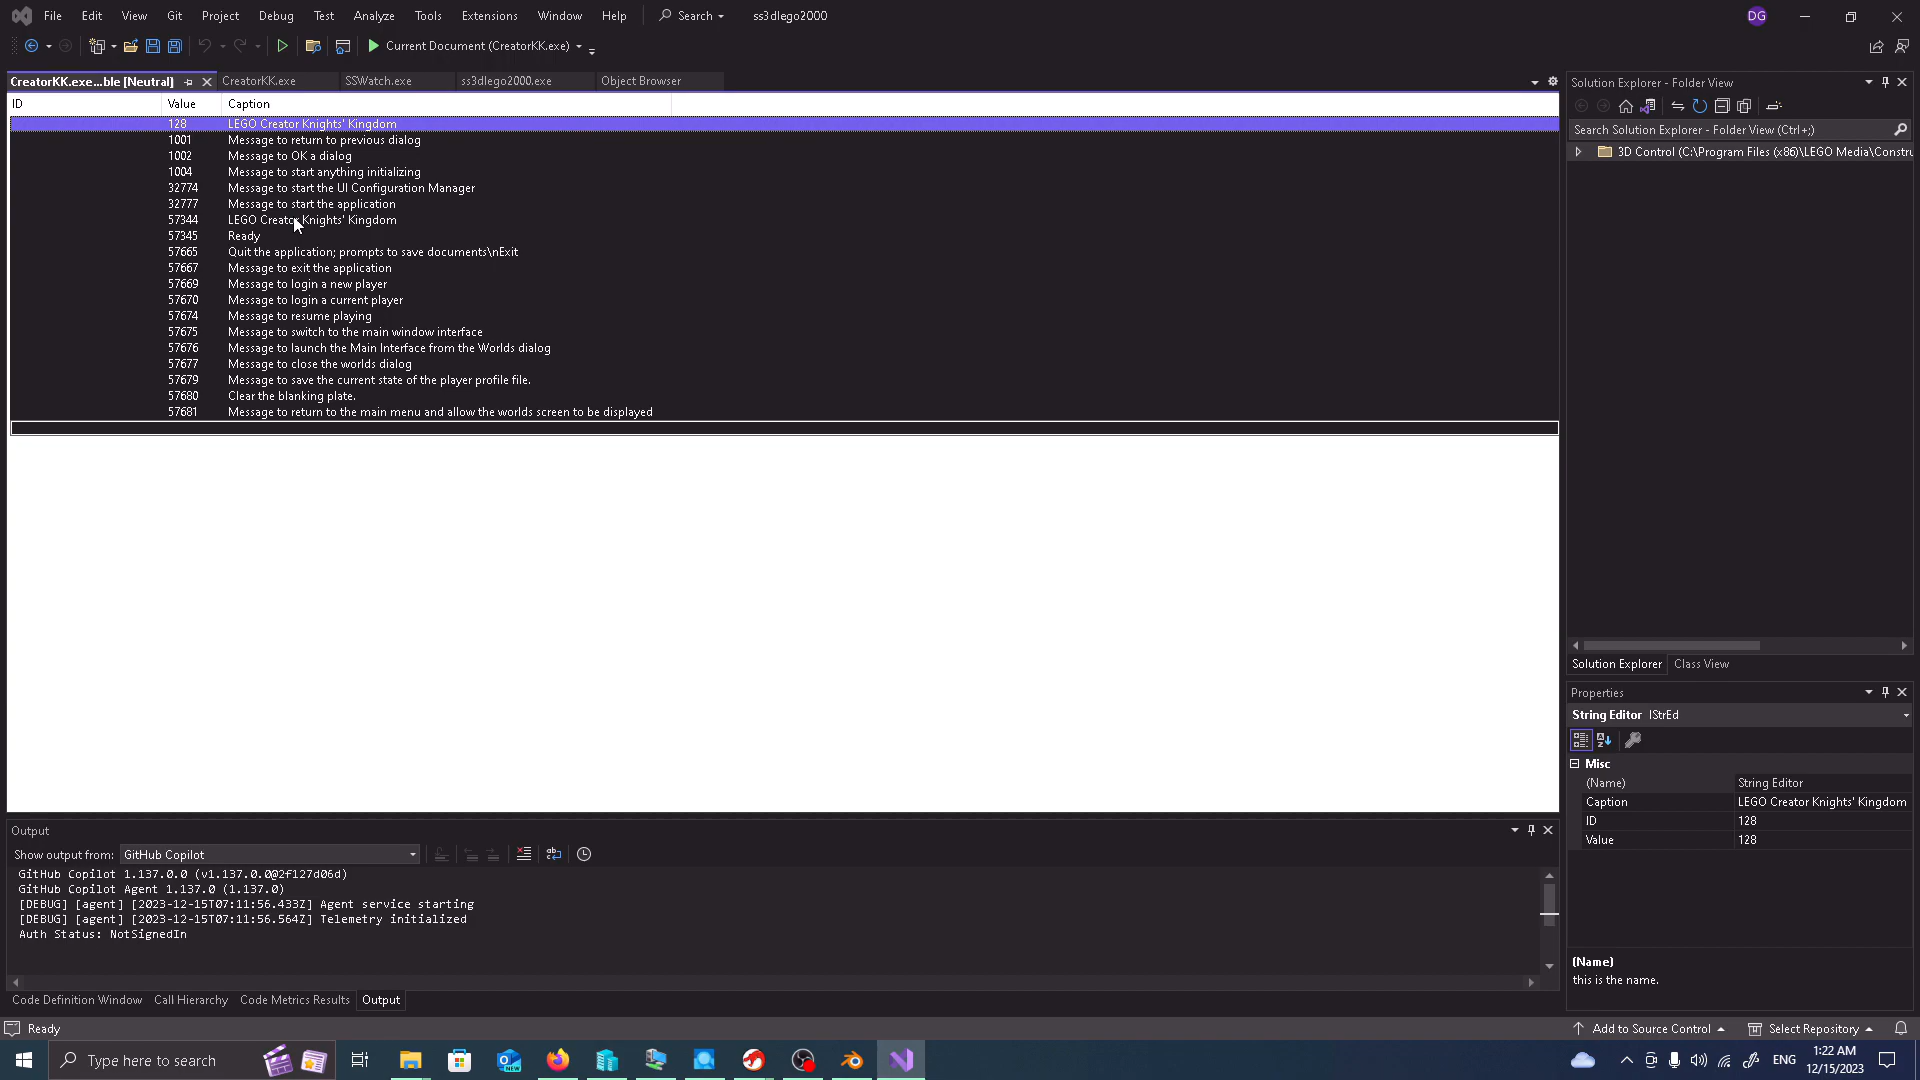 File Edit View Git Project Debug Test Analyze Tools Extensions Window Help Search ss3dlego2000 DG
Current Document (CreatorKK.exe)
CreatorKK.exe...ble [Neutral] CreatorKK.exe SSWatch.exe ss3dlego2000.exe Object Browser
ID Value Caption
128 LEGO Creator Knights' Kingdom
1001 Message to return to previous dialog
1002 Message to OK a dialog
1004 Message to start anything initializing
32774 Message to start the UI Configuration Manager
32777 Message to start the application
57344 LEGO Creator Knights' Kingdom
57345 Ready
57665 Quit the application; prompts to save documents\nExit
57667 Message to exit the application
57669 Message to login a new player
57670 Message to login a current player
57674 Message to resume playing
57675 Message to switch to the main window interface
57676 Message to launch the Main Interface from the Worlds dialog
57677 Message to close the worlds dialog
57679 Message to save the current state of the player profile file.
57680 Clear the blanking plate.
57681 Message to return to the main menu and allow the worlds screen to be displayed
Solution Explorer - Folder View
Search Solution Explorer - Folder View (Ctrl+;)
3D Control (C:\Program Files (x86)\LEGO Media\Constru
Solution Explorer Class View
Properties
String Editor IStrEd
Misc
(Name) String Editor
Caption LEGO Creator Knights' Kingdom
ID 128
Value 128
(Name)
this is the name.
Output
Show output from: GitHub Copilot
GitHub Copilot 1.137.0.0 (v1.137.0.0@2f127d06d)
GitHub Copilot Agent 1.137.0 (1.137.0)
[DEBUG] [agent] [2023-12-15T07:11:56.433Z] Agent service starting
[DEBUG] [agent] [2023-12-15T07:11:56.564Z] Telemetry initialized
Auth Status: NotSignedIn
Code Definition Window Call Hierarchy Code Metrics Results Output
Ready Add to Source Control Select Repository
Type here to search NEW ENG 1:22 AM
12/15/2023